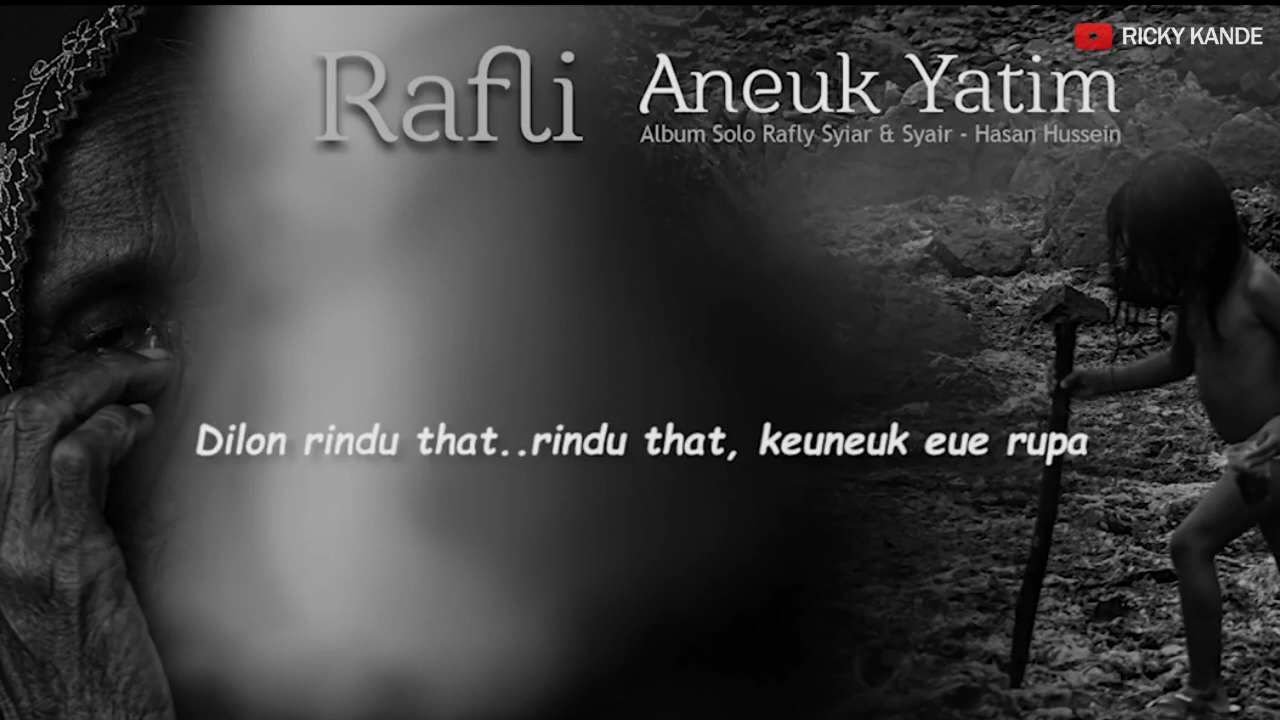 RICKY KANDE
Rafli
Aneuk Yatim
Album Solo Rafly Syiar & Syair - Hasan Hussein
Dilon rindu that..rindu that, keuneuk eue rupa